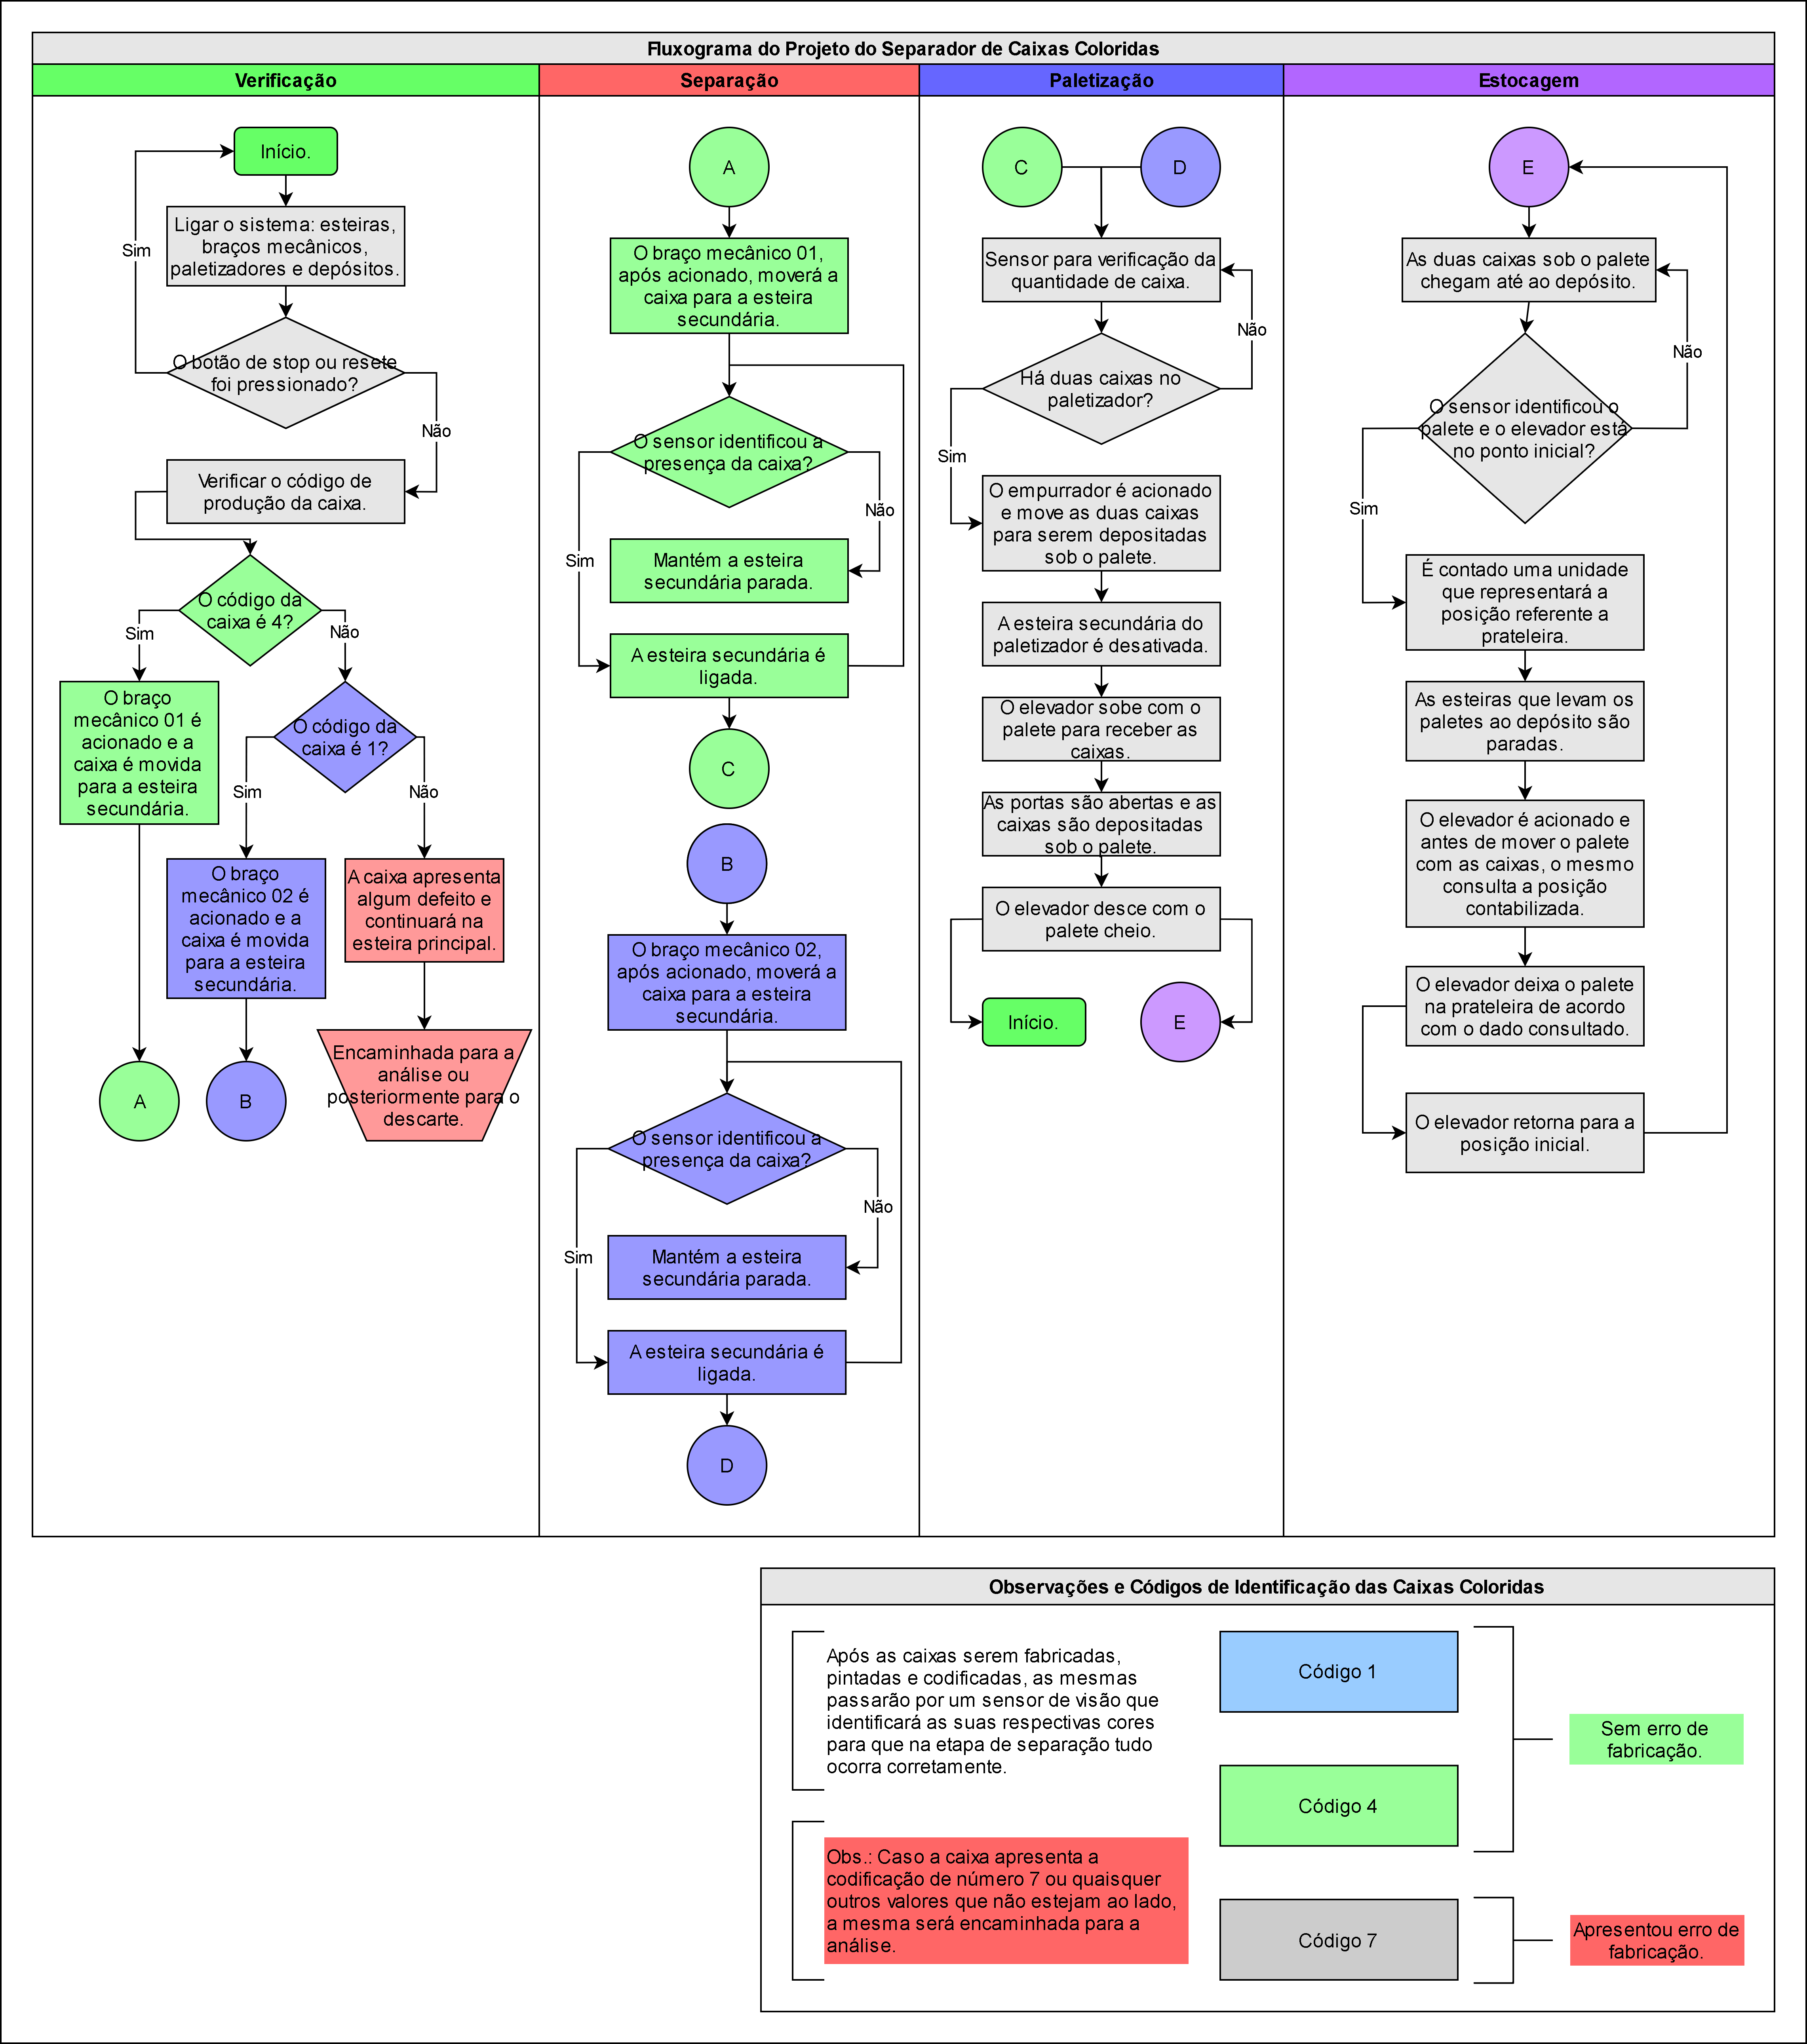 Fluxograma do Projeto do Separador de Caixas Coloridas
Verificação
Separação
Paletização
Estocagem
Início.
Ligar o sistema: esteiras,
braços mecânicos,
paletizadores e depósitos.
Sim
O botão de stop ou resete
foi pressionado?
Não
Verificar o código de
produção da caixa.
O código da
caixa é 4?
Sim
Não
O braço
mecânico 01 é
acionado e a
caixa é movida
para a esteira
secundária.
O código da
caixa é 1?
Sim
Não
O braço
mecânico 02 é
acionado e a
caixa é movida
para a esteira
secundária.
A caixa apresenta
algum defeito e
continuará na
esteira principal.
Encaminhada para a
análise ou
posteriormente para o
descarte.
A
B
A
O braço mecânico 01,
após acionado, moverá a
caixa para a esteira
secundária.
O sensor identificou a
presença da caixa?
Não
Sim
Mantém a esteira
secundária parada.
A esteira secundária é
ligada.
C
B
O braço mecânico 02,
após acionado, moverá a
caixa para a esteira
secundária.
O sensor identificou a
presença da caixa?
Não
Sim
Mantém a esteira
secundária parada.
A esteira secundária é
ligada.
D
C
D
Sensor para verificação da
quantidade de caixa.
Não
Há duas caixas no
paletizador?
Sim
O empurrador é acionado
e move as duas caixas
para serem depositadas
sob o palete.
A esteira secundária do
paletizador é desativada.
O elevador sobe com o
palete para receber as
caixas.
As portas são abertas e as
caixas são depositadas
sob o palete.
O elevador desce com o
palete cheio.
Início.
E
E
As duas caixas sob o palete
chegam até ao depósito.
Não
O sensor identificou o
palete e o elevador está
no ponto inicial?
Sim
É contado uma unidade
que representará a
posição referente a
prateleira.
As esteiras que levam os
paletes ao depósito são
paradas.
O elevador é acionado e
antes de mover o palete
com as caixas, o mesmo
consulta a posição
contabilizada.
O elevador deixa o palete
na prateleira de acordo
com o dado consultado.
O elevador retorna para a
posição inicial.
Observações e Códigos de Identificação das Caixas Coloridas
Após as caixas serem fabricadas,
pintadas e codificadas, as mesmas
passarão por um sensor de visão que
identificará as suas respectivas cores
para que na etapa de separação tudo
ocorra corretamente.
Obs.: Caso a caixa apresenta a
codificação de número 7 ou quaisquer
outros valores que não estejam ao lado,
a mesma será encaminhada para a
análise.
Código 1
Código 4
Código 7
Sem erro de
fabricação.
Apresentou erro de
fabricação.